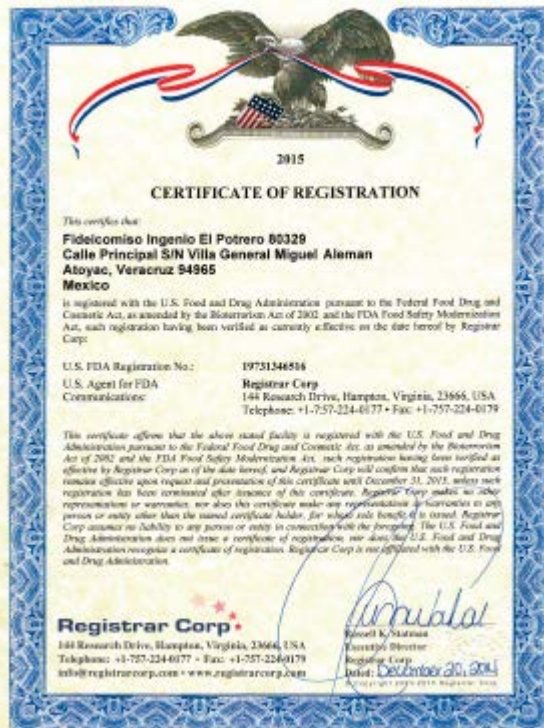 2015
CERTIFICATE OF REGISTRATION
This certifies that:
Fideicomiso Ingenio El Potrero 80329
Calle Principal S/N Villa General Miguel Aleman
Atoyac, Veracruz 94965
Mexico
is registered with the U.S. Food and Drug Administration pursuant to the Federal Food Drug and
Cosmetic Act, as amended by the Bioterrorism Act of 2002 and the FDA Food Safety Modernization
Act, such registration having been verified as currently effective on the date hereof by Registrar
Corp:
U.S. FDA Registration No.: 19731346516
U.S. Agent for FDA Registrar Corp
Communications: 144 Research Drive, Hampton, Virginia, 23666, USA
Telephone: +1-757-224-0177 • Fax: +1-757-224-0179
This certificate affirms that the above stated facility is registered with the U.S. Food and Drug
Administration pursuant to the Federal Food Drug and Cosmetic Act, as amended by the Bioterrorism
Act of 2002 and the FDA Food Safety Modernization Act, such registration having been verified as
effective by Registrar Corp as of the date hereof, and Registrar Corp will confirm that such registration
remains effective upon request and presentation of this certificate until December 31, 2015, unless such
registration has been terminated after issuance of this certificate. Registrar Corp makes no other
representations or warranties, nor does this certificate make any representations or warranties to any
person or entity other than the named certificate holder, for whose sole benefit it is issued. Registrar
Corp assumes no liability to any person or entity in connection with the foregoing. The U.S. Food and
Drug Administration does not issue a certificate of registration, nor does the U.S. Food and Drug
Administration recognize a certificate of registration. Registrar Corp is not affiliated with the U.S. Food
and Drug Administration.
Registrar Corp
144 Research Drive, Hampton, Virginia, 23666, USA
Telephone: +1-757-224-0177 • Fax: +1-757-224-0179
info@registrarcorp.com • www.registrarcorp.com
Russell K. Statman
Executive Director
Registrar Corp
Dated: December 20, 2014